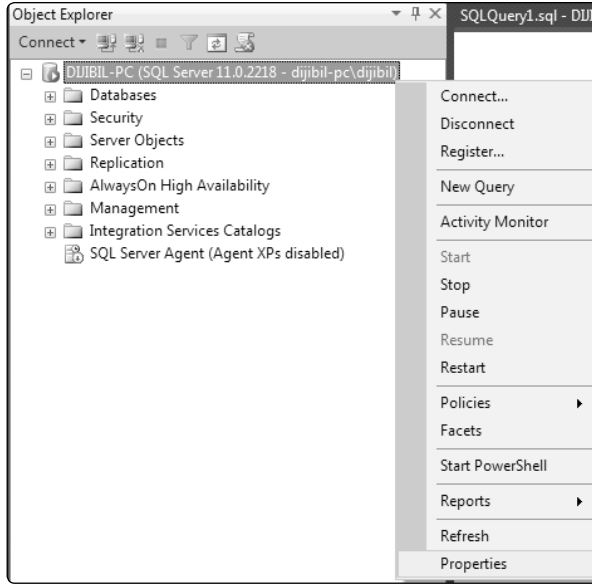 Object Explorer
SQLQuery1.sql - DIJI
Connect
DIJIBIL-PC (SQL Server 11.0.2218 - dijibil-pc\dijibil)
Databases
Security
Server Objects
Replication
AlwaysOn High Availability
Management
Integration Services Catalogs
SQL Server Agent (Agent XPs disabled)
Connect...
Disconnect
Register...
New Query
Activity Monitor
Start
Stop
Pause
Resume
Restart
Policies
Facets
Start PowerShell
Reports
Refresh
Properties